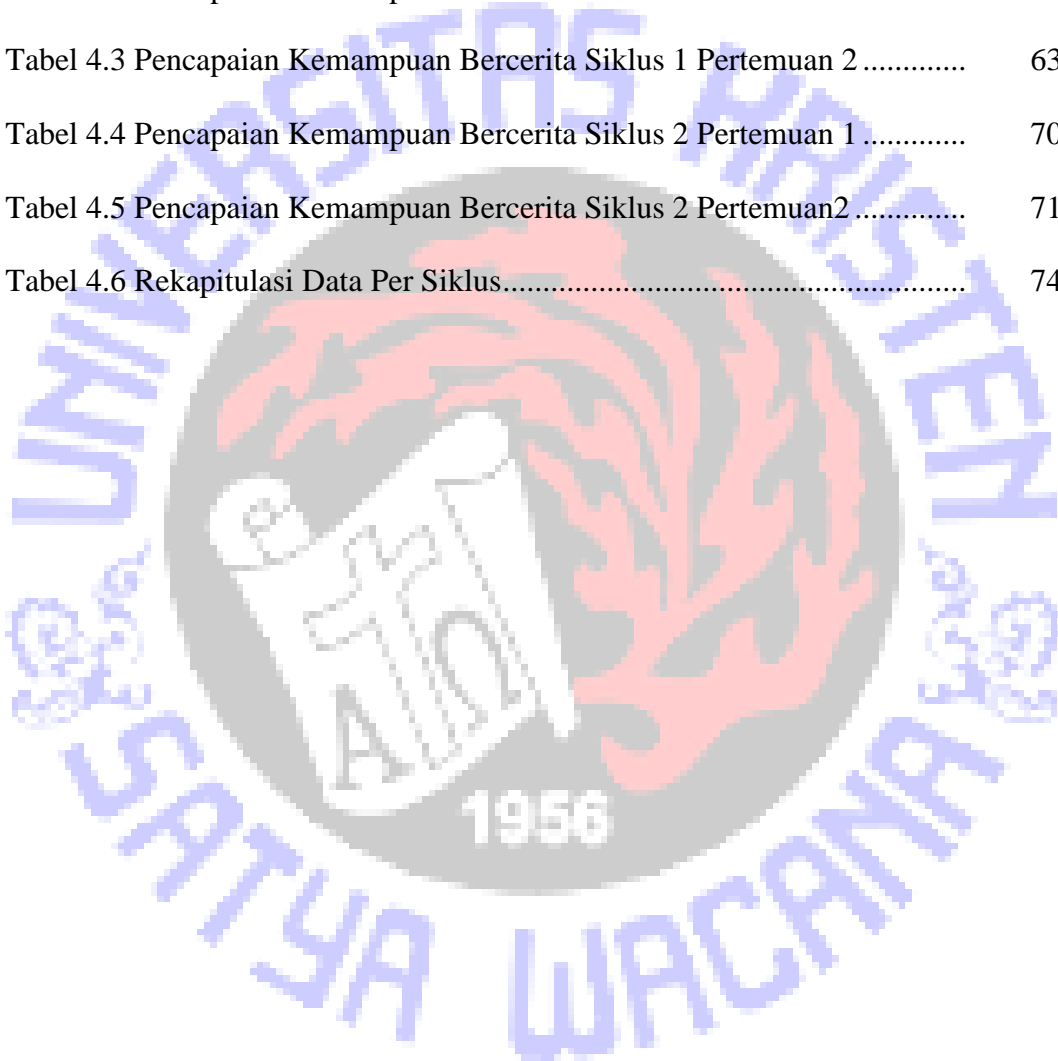 Tabel 4.3 Pencapaian Kemampuan Bercerita Siklus 1 Pertemuan 2 ............. 63
Tabel 4.4 Pencapaian Kemampuan Bercerita Siklus 2 Pertemuan 1 ............. 70
Tabel 4.5 Pencapaian Kemampuan Bercerita Siklus 2 Pertemuan2 .............. 71
Tabel 4.6 Rekapitulasi Data Per Siklus.......................................................... 74
UNIVERSITAS KRISTEN
A Ω
1956
SATYA WACANA